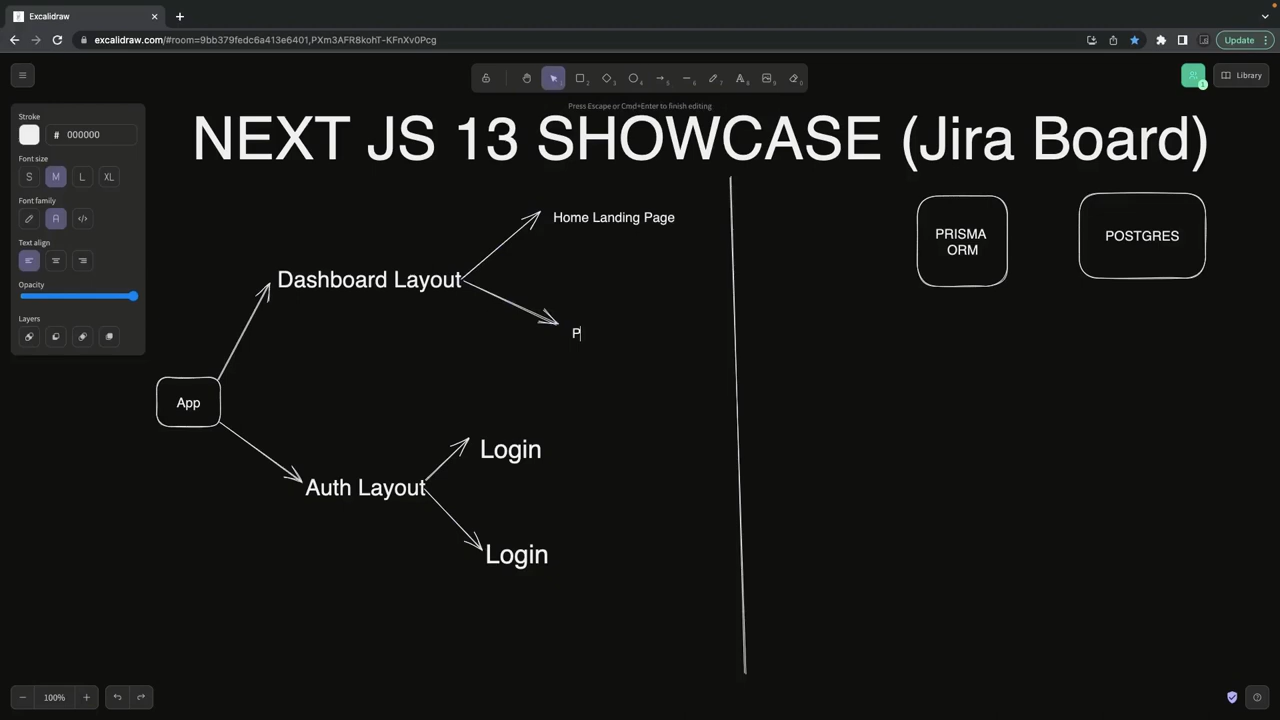 Excalidraw
excalidraw.com/#room=9bb379fedc6a413e6401,PXm3AFR8kohT-KFnXv0Pcg
Update
Library
Press Escape or Cmd+Enter to finish editing
Stroke
# 000000
Font size
S M L XL
Font family
A </>
Text align
Opacity
Layers
NEXT JS 13 SHOWCASE (Jira Board)
Home Landing Page
PRISMA
ORM
POSTGRES
Dashboard Layout
P
App
Login
Auth Layout
Login
100%